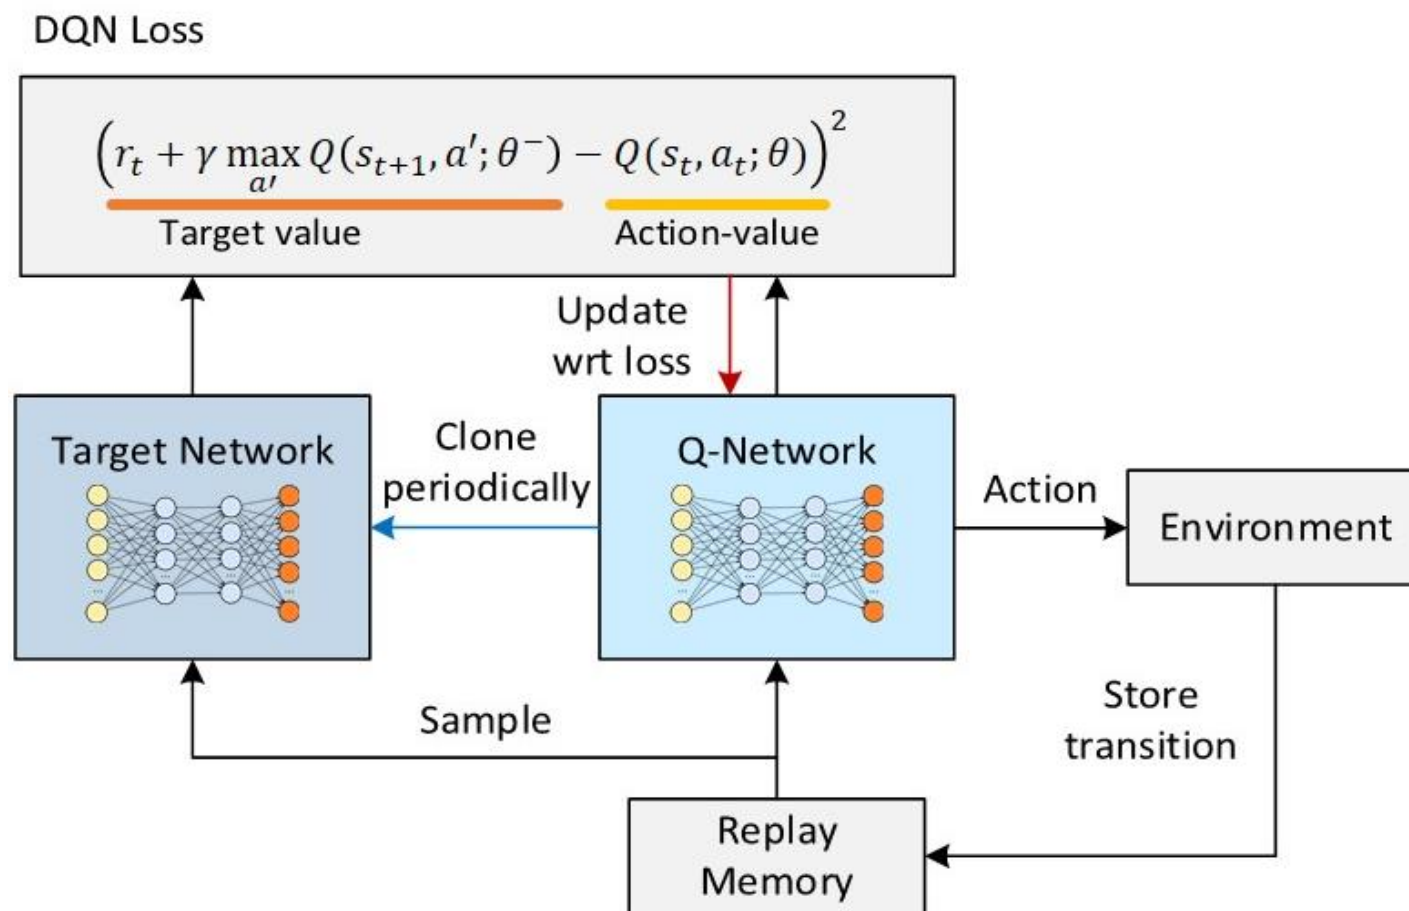 DQN Loss
(r_t + γ max_{a′} Q(s_{t+1}, a′; θ⁻) − Q(s_t, a_t; θ))²
Target value
Action-value
Update
wrt loss
Target Network
Clone
periodically
Q-Network
Action
Environment
Sample
Store
transition
Replay
Memory